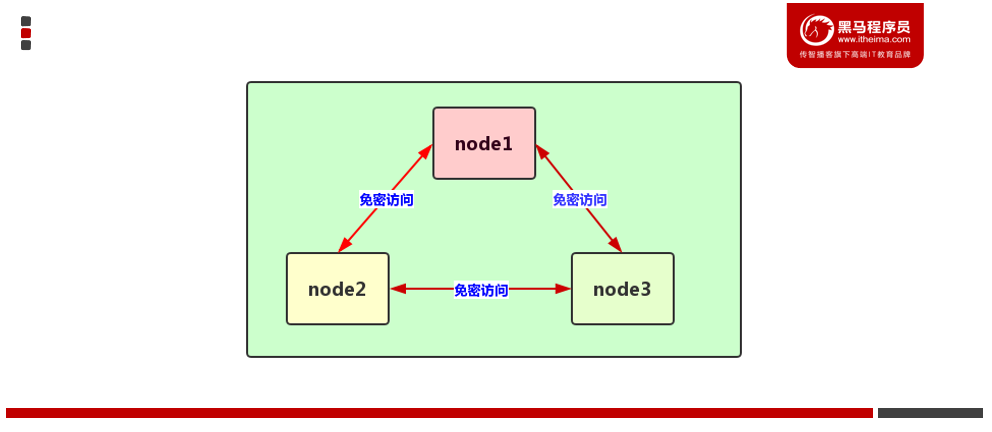 黑马程序员
www.itheima.com
传智播客旗下高端IT教育品牌
node1
免密访问
免密访问
node2
免密访问
node3